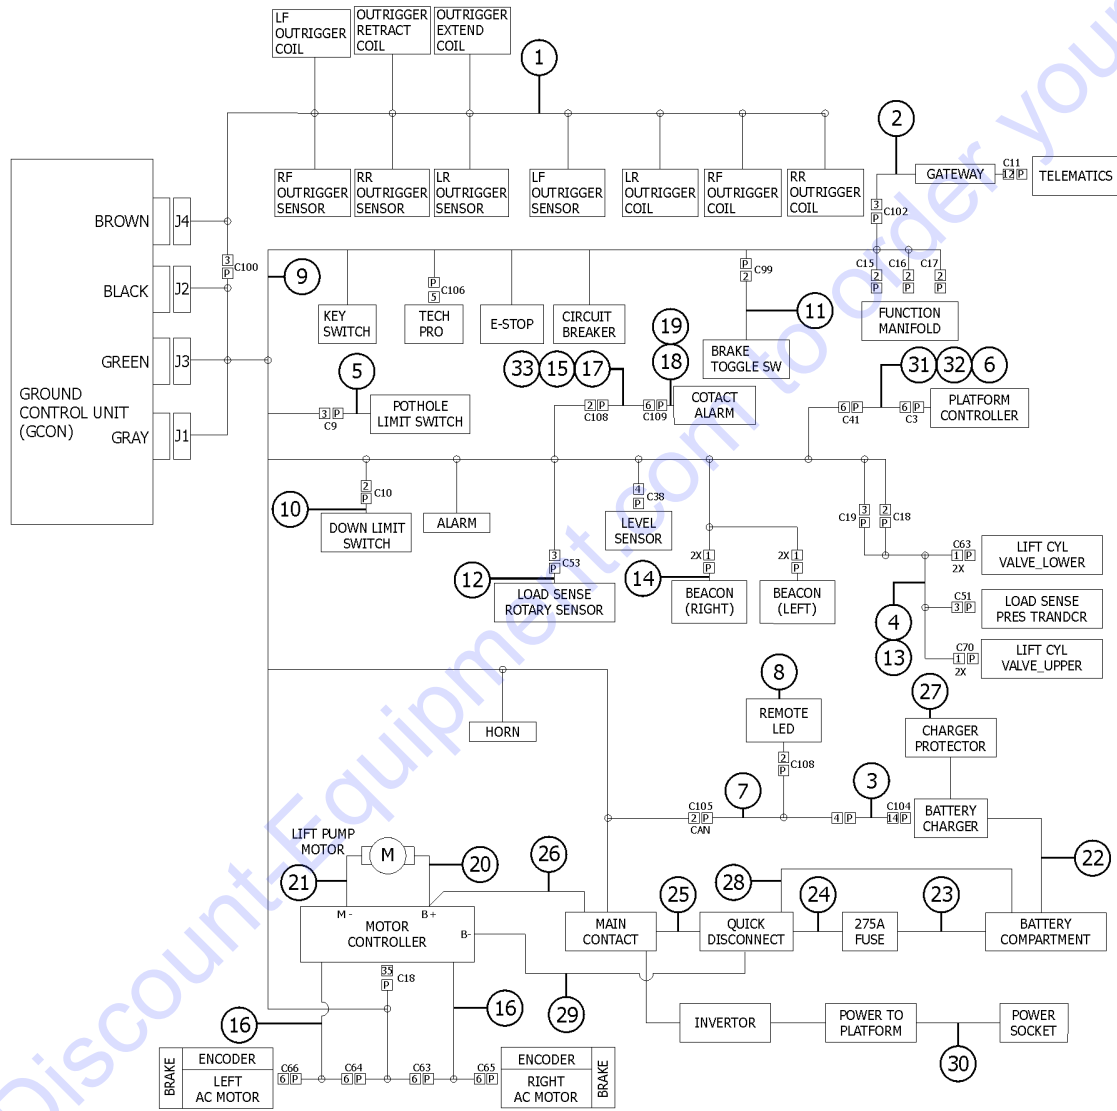 LF
OUTRIGGER
COIL
OUTRIGGER
RETRACT
COIL
OUTRIGGER
EXTEND
COIL
1
2
C11
12 P
GATEWAY
TELEMATICS
RF
OUTRIGGER
SENSOR
RR
OUTRIGGER
SENSOR
LR
OUTRIGGER
SENSOR
LF
OUTRIGGER
SENSOR
LR
OUTRIGGER
COIL
RF
OUTRIGGER
COIL
RR
OUTRIGGER
COIL
3
P
C102
BROWN
J4
BLACK
J2
GREEN
J3
GRAY
J1
GROUND
CONTROL UNIT
(GCON)
3
P
C100
9
P
5
C106
P
2
C99
C15
2
P
C16
2
P
C17
2
P
KEY
SWITCH
TECH
PRO
E-STOP
CIRCUIT
BREAKER
11
FUNCTION
MANIFOLD
BRAKE
TOGGLE SW
19
18
33
15
17
31
32
6
5
3 P
C9
POTHOLE
LIMIT SWITCH
2 P
C108
6 P
C109
COTACT
ALARM
6 P
C41
6 P
C3
PLATFORM
CONTROLLER
2
P
C10
10
DOWN LIMIT
SWITCH
ALARM
4
P
C38
LEVEL
SENSOR
C19
3
P
2
P
C18
3
P
C53
12
LOAD SENSE
ROTARY SENSOR
2X
1
P
14
BEACON
(RIGHT)
2X
1
P
BEACON
(LEFT)
C63
1 P
2X
LIFT CYL
VALVE_LOWER
C51
3 P
LOAD SENSE
PRES TRANDCR
4
13
C70
1 P
2X
LIFT CYL
VALVE_UPPER
8
REMOTE
LED
27
CHARGER
PROTECTOR
HORN
2
P
C108
C105
2 P
CAN
7
4 P
3
C104
14 P
BATTERY
CHARGER
LIFT PUMP
MOTOR
M
20
21
26
22
28
25
24
23
M -
B+
MOTOR
CONTROLLER
B-
MAIN
CONTACT
QUICK
DISCONNECT
275A
FUSE
BATTERY
COMPARTMENT
35
P
C18
16
16
29
INVERTOR
POWER TO
PLATFORM
POWER
SOCKET
30
BRAKE
ENCODER
LEFT
AC MOTOR
C66
6 P
C64
6 P
C63
6 P
C65
6 P
ENCODER
RIGHT
AC MOTOR
BRAKE
Discount-Equipment.com to order your